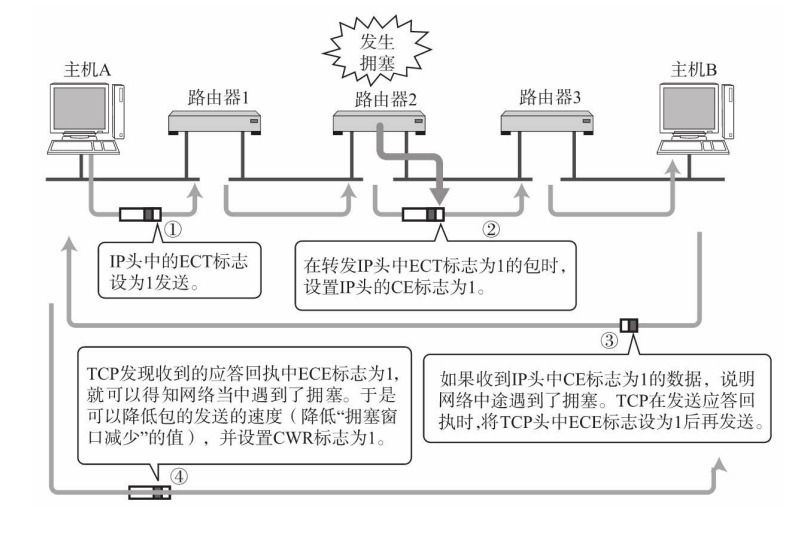 发生
拥塞
主机A
主机B
路由器1
路由器2
路由器3
①
IP头中的ECT标志
设为1发送。
②
在转发IP头中ECT标志为1的包时，
设置IP头的CE标志为1。
③
如果收到IP头中CE标志为1的数据，说明
网络中途遇到了拥塞。TCP在发送应答回
执时，将TCP头中ECE标志设为1后再发送。
TCP发现收到的应答回执中ECE标志为1，
就可以得知网络当中遇到了拥塞。于是
可以降低包的发送的速度（降低“拥塞窗
口减少”的值），并设置CWR标志为1。
④